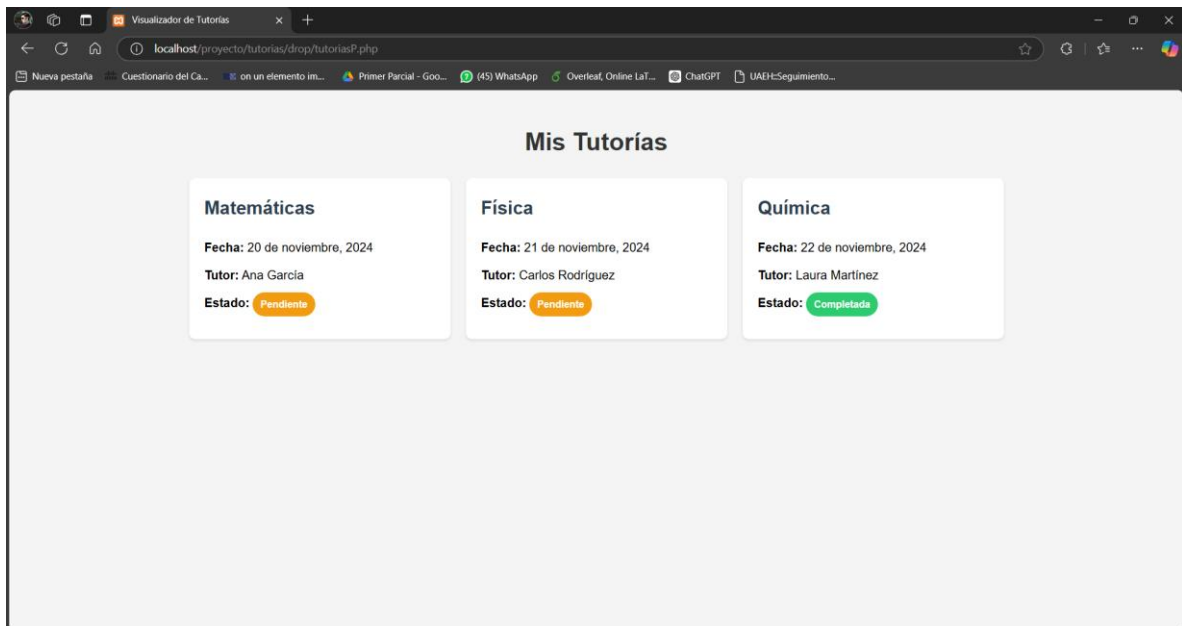 Visualizador de Tutorías
localhost/proyecto/tutorias/drop/tutoriasP.php
Nueva pestaña Cuestionario del Ca... on un elemento im... Primer Parcial - Goo... (45) WhatsApp Overleaf, Online LaT... ChatGPT UAEH::Seguimiento...
Mis Tutorías
Matemáticas
Fecha: 20 de noviembre, 2024
Tutor: Ana García
Estado: Pendiente
Física
Fecha: 21 de noviembre, 2024
Tutor: Carlos Rodríguez
Estado: Pendiente
Química
Fecha: 22 de noviembre, 2024
Tutor: Laura Martínez
Estado: Completada